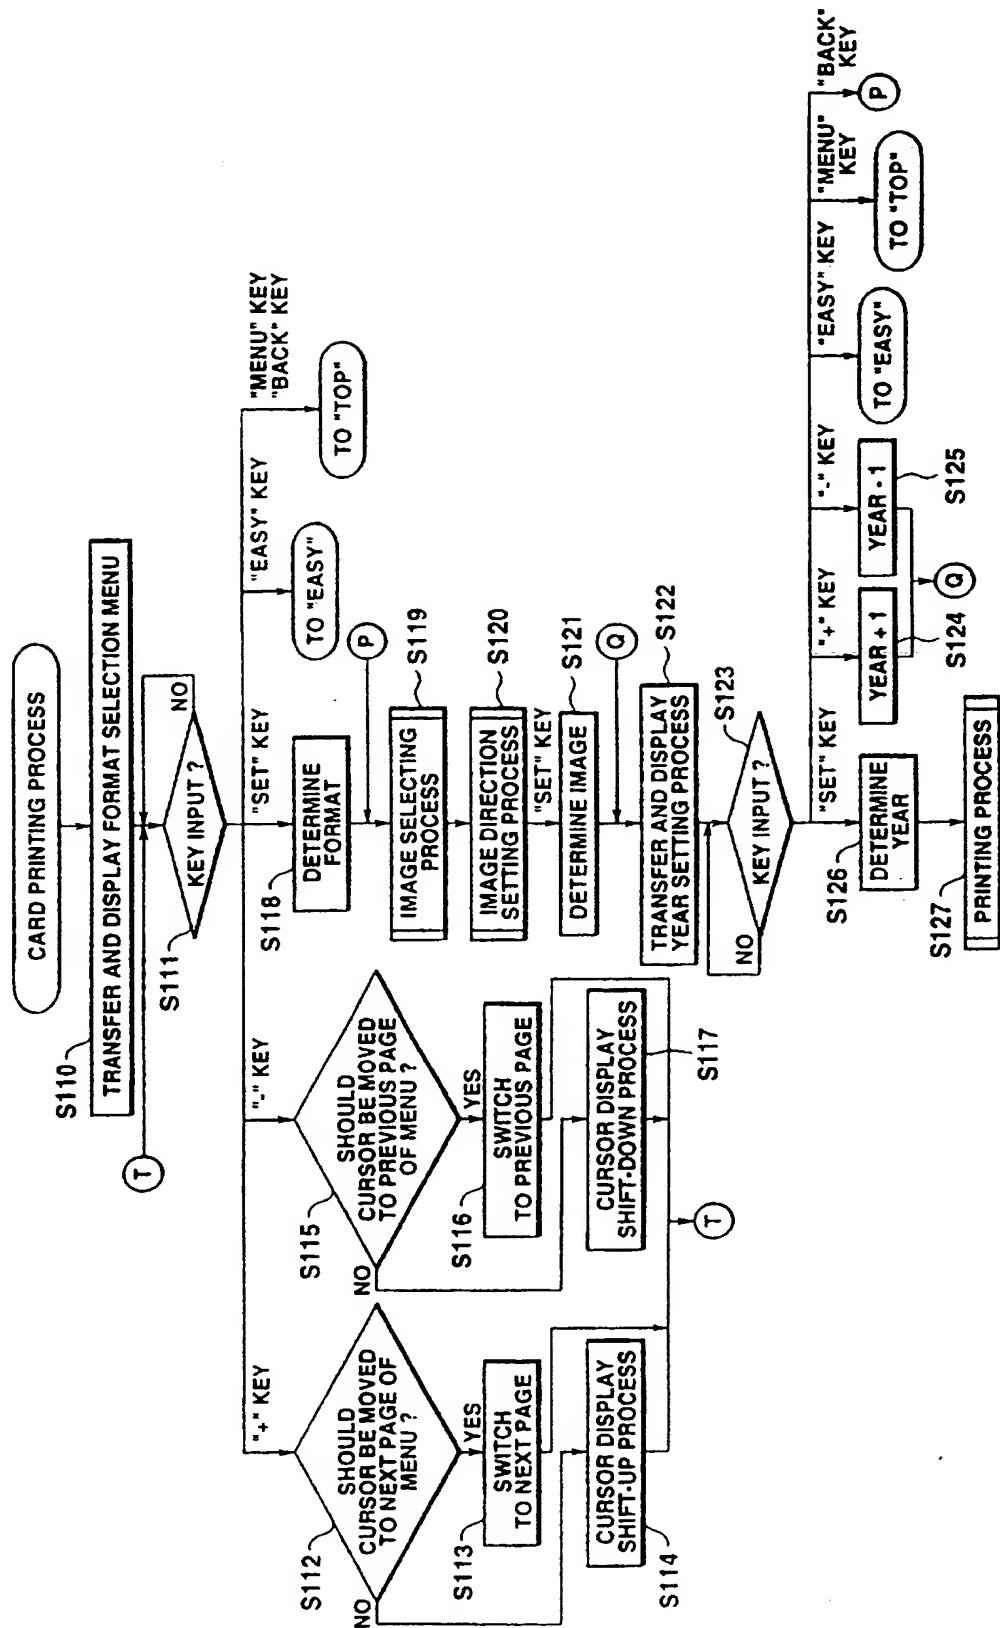 CARD PRINTING PROCESS
S110
TRANSFER AND DISPLAY FORMAT SELECTION MENU
T
S111
KEY INPUT ?
NO
"+" KEY
"-" KEY
"SET" KEY
"EASY" KEY
"MENU" KEY
"BACK" KEY
S112
SHOULD
CURSOR BE MOVED
TO NEXT PAGE OF
MENU ?
NO
YES
S113
SWITCH
TO NEXT PAGE
CURSOR DISPLAY
SHIFT-UP PROCESS
S114
S115
SHOULD
CURSOR BE MOVED
TO PREVIOUS PAGE
OF MENU ?
NO
YES
S116
SWITCH
TO PREVIOUS PAGE
CURSOR DISPLAY
SHIFT-DOWN PROCESS
S117
T
S118
DETERMINE
FORMAT
TO "EASY"
TO "TOP"
P
IMAGE SELECTING
PROCESS
S119
IMAGE DIRECTION
SETTING PROCESS
S120
"SET" KEY
DETERMINE IMAGE
S121
Q
TRANSFER AND DISPLAY
YEAR SETTING PROCESS
S122
S123
KEY INPUT ?
NO
"SET" KEY
"+" KEY
"-" KEY
"EASY" KEY
"MENU"
KEY
"BACK"
KEY
S126
DETERMINE
YEAR
YEAR + 1
S124
YEAR - 1
S125
Q
TO "EASY"
TO "TOP"
P
S127
PRINTING PROCESS